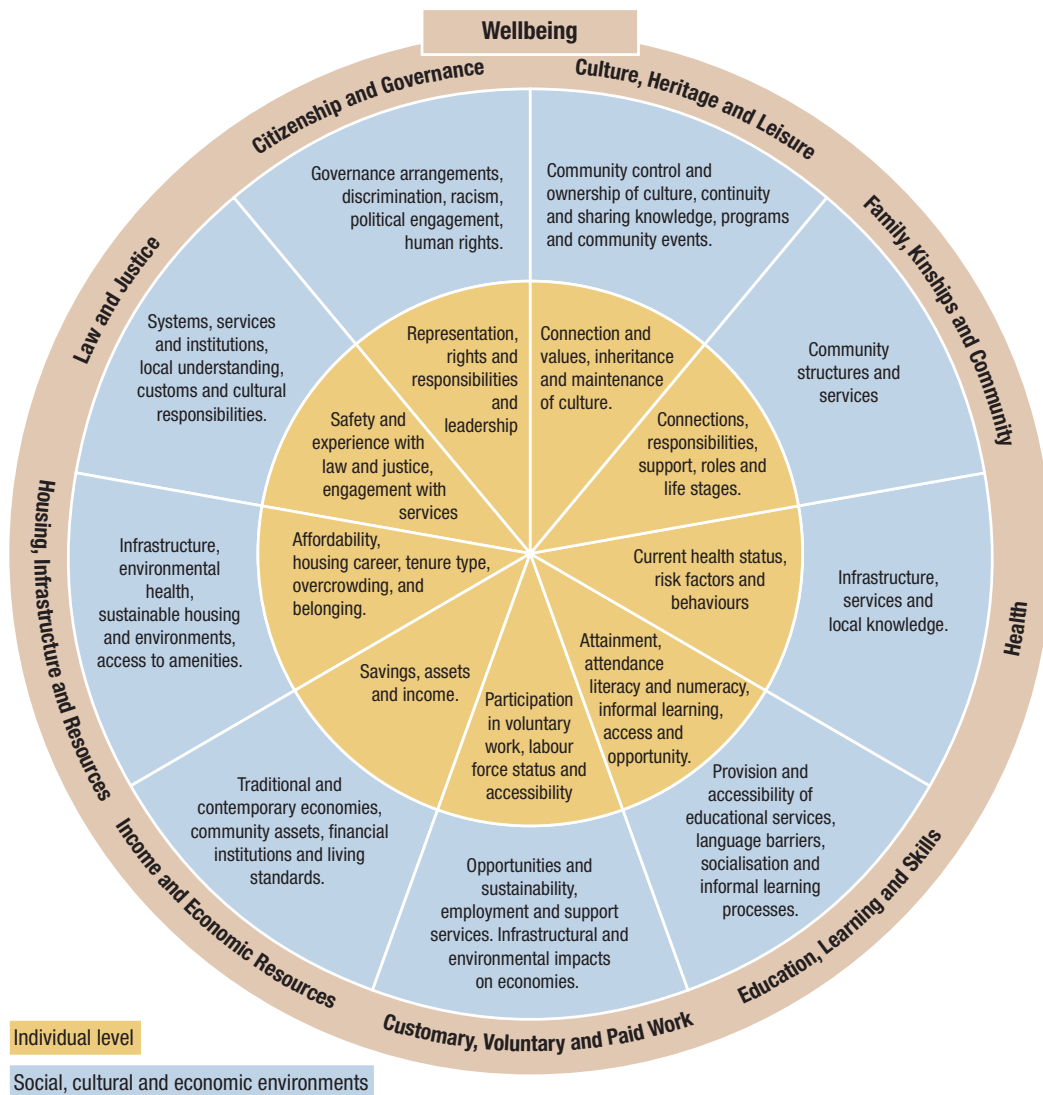 Wellbeing
Culture, Heritage and Leisure
Community control and
ownership of culture, continuity
and sharing knowledge, programs
and community events.
Connection and
values, inheritance
and maintenance
of culture.
Family, Kinships and Community
Community
structures and
services
Connections,
responsibilities,
support, roles and
life stages.
Health
Infrastructure,
services and
local knowledge.
Current health status,
risk factors and
behaviours
Education, Learning and Skills
Provision and
accessibility of
educational services,
language barriers,
socialisation and
informal learning
processes.
Attainment,
attendance
literacy and numeracy,
informal learning,
access and
opportunity.
Customary, Voluntary and Paid Work
Opportunities and
sustainability,
employment and support
services. Infrastructural and
environmental impacts
on economies.
Participation
in voluntary
work, labour
force status and
accessibility
Income and Economic Resources
Traditional and
contemporary economies,
community assets, financial
institutions and living
standards.
Savings, assets
and income.
Housing, Infrastructure and Resources
Infrastructure,
environmental
health,
sustainable housing
and environments,
access to amenities.
Affordability,
housing career, tenure type,
overcrowding, and
belonging.
Law and Justice
Systems, services
and institutions,
local understanding,
customs and cultural
responsibilities.
Safety and
experience with
law and justice,
engagement with
services
Citizenship and Governance
Governance arrangements,
discrimination, racism,
political engagement,
human rights.
Representation,
rights and
responsibilities
and
leadership
Individual level
Social, cultural and economic environments